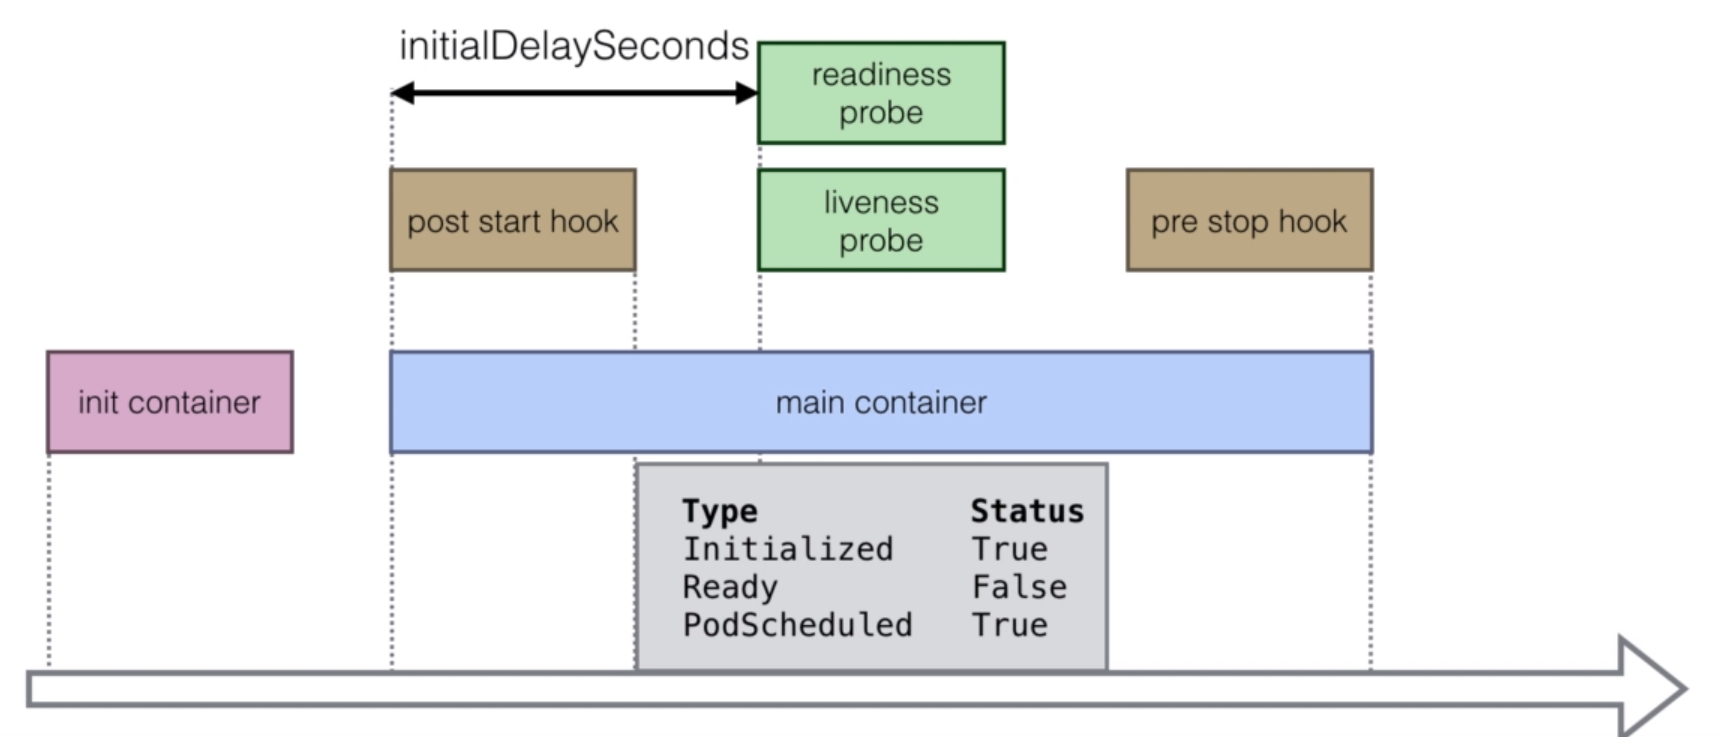 initialDelaySeconds
readiness
probe
post start hook
liveness
probe
pre stop hook
init container
main container
Type Status
Initialized True
Ready False
PodScheduled True